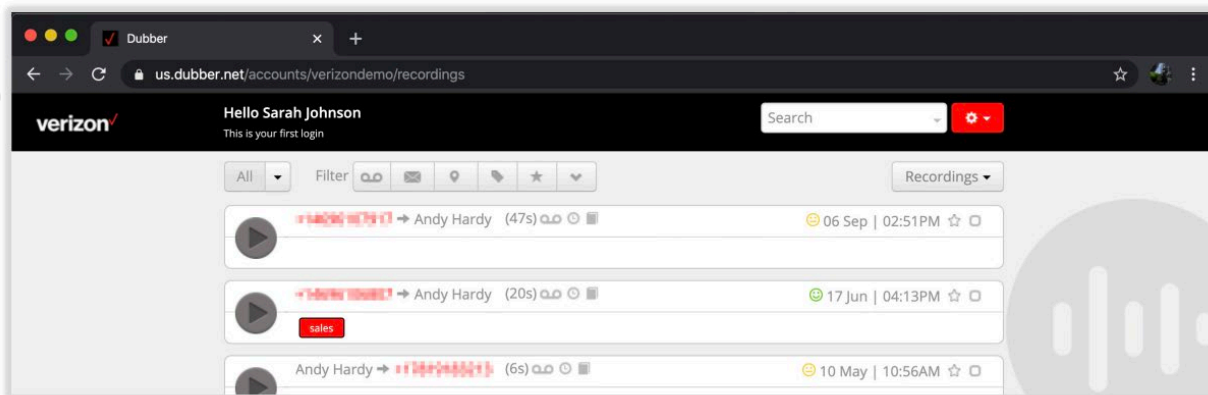 Dubber
us.dubber.net/accounts/verizondemo/recordings
verizon
Hello Sarah Johnson
This is your first login
Search
All
Filter
Recordings
Andy Hardy (47s) 06 Sep | 02:51PM
Andy Hardy (20s) 17 Jun | 04:13PM
sales
Andy Hardy (6s) 10 May | 10:56AM